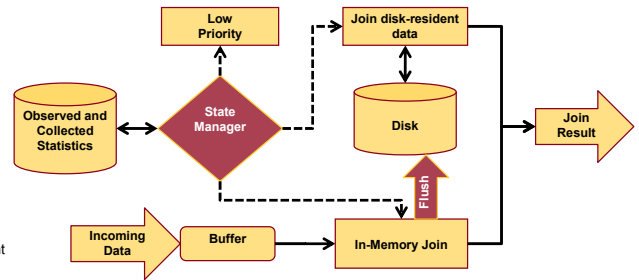 Low
Priority
Join disk-resident
data
Observed and
Collected
Statistics
State
Manager
Disk
Join
Result
Flush
Incoming
Data
Buffer
In-Memory Join